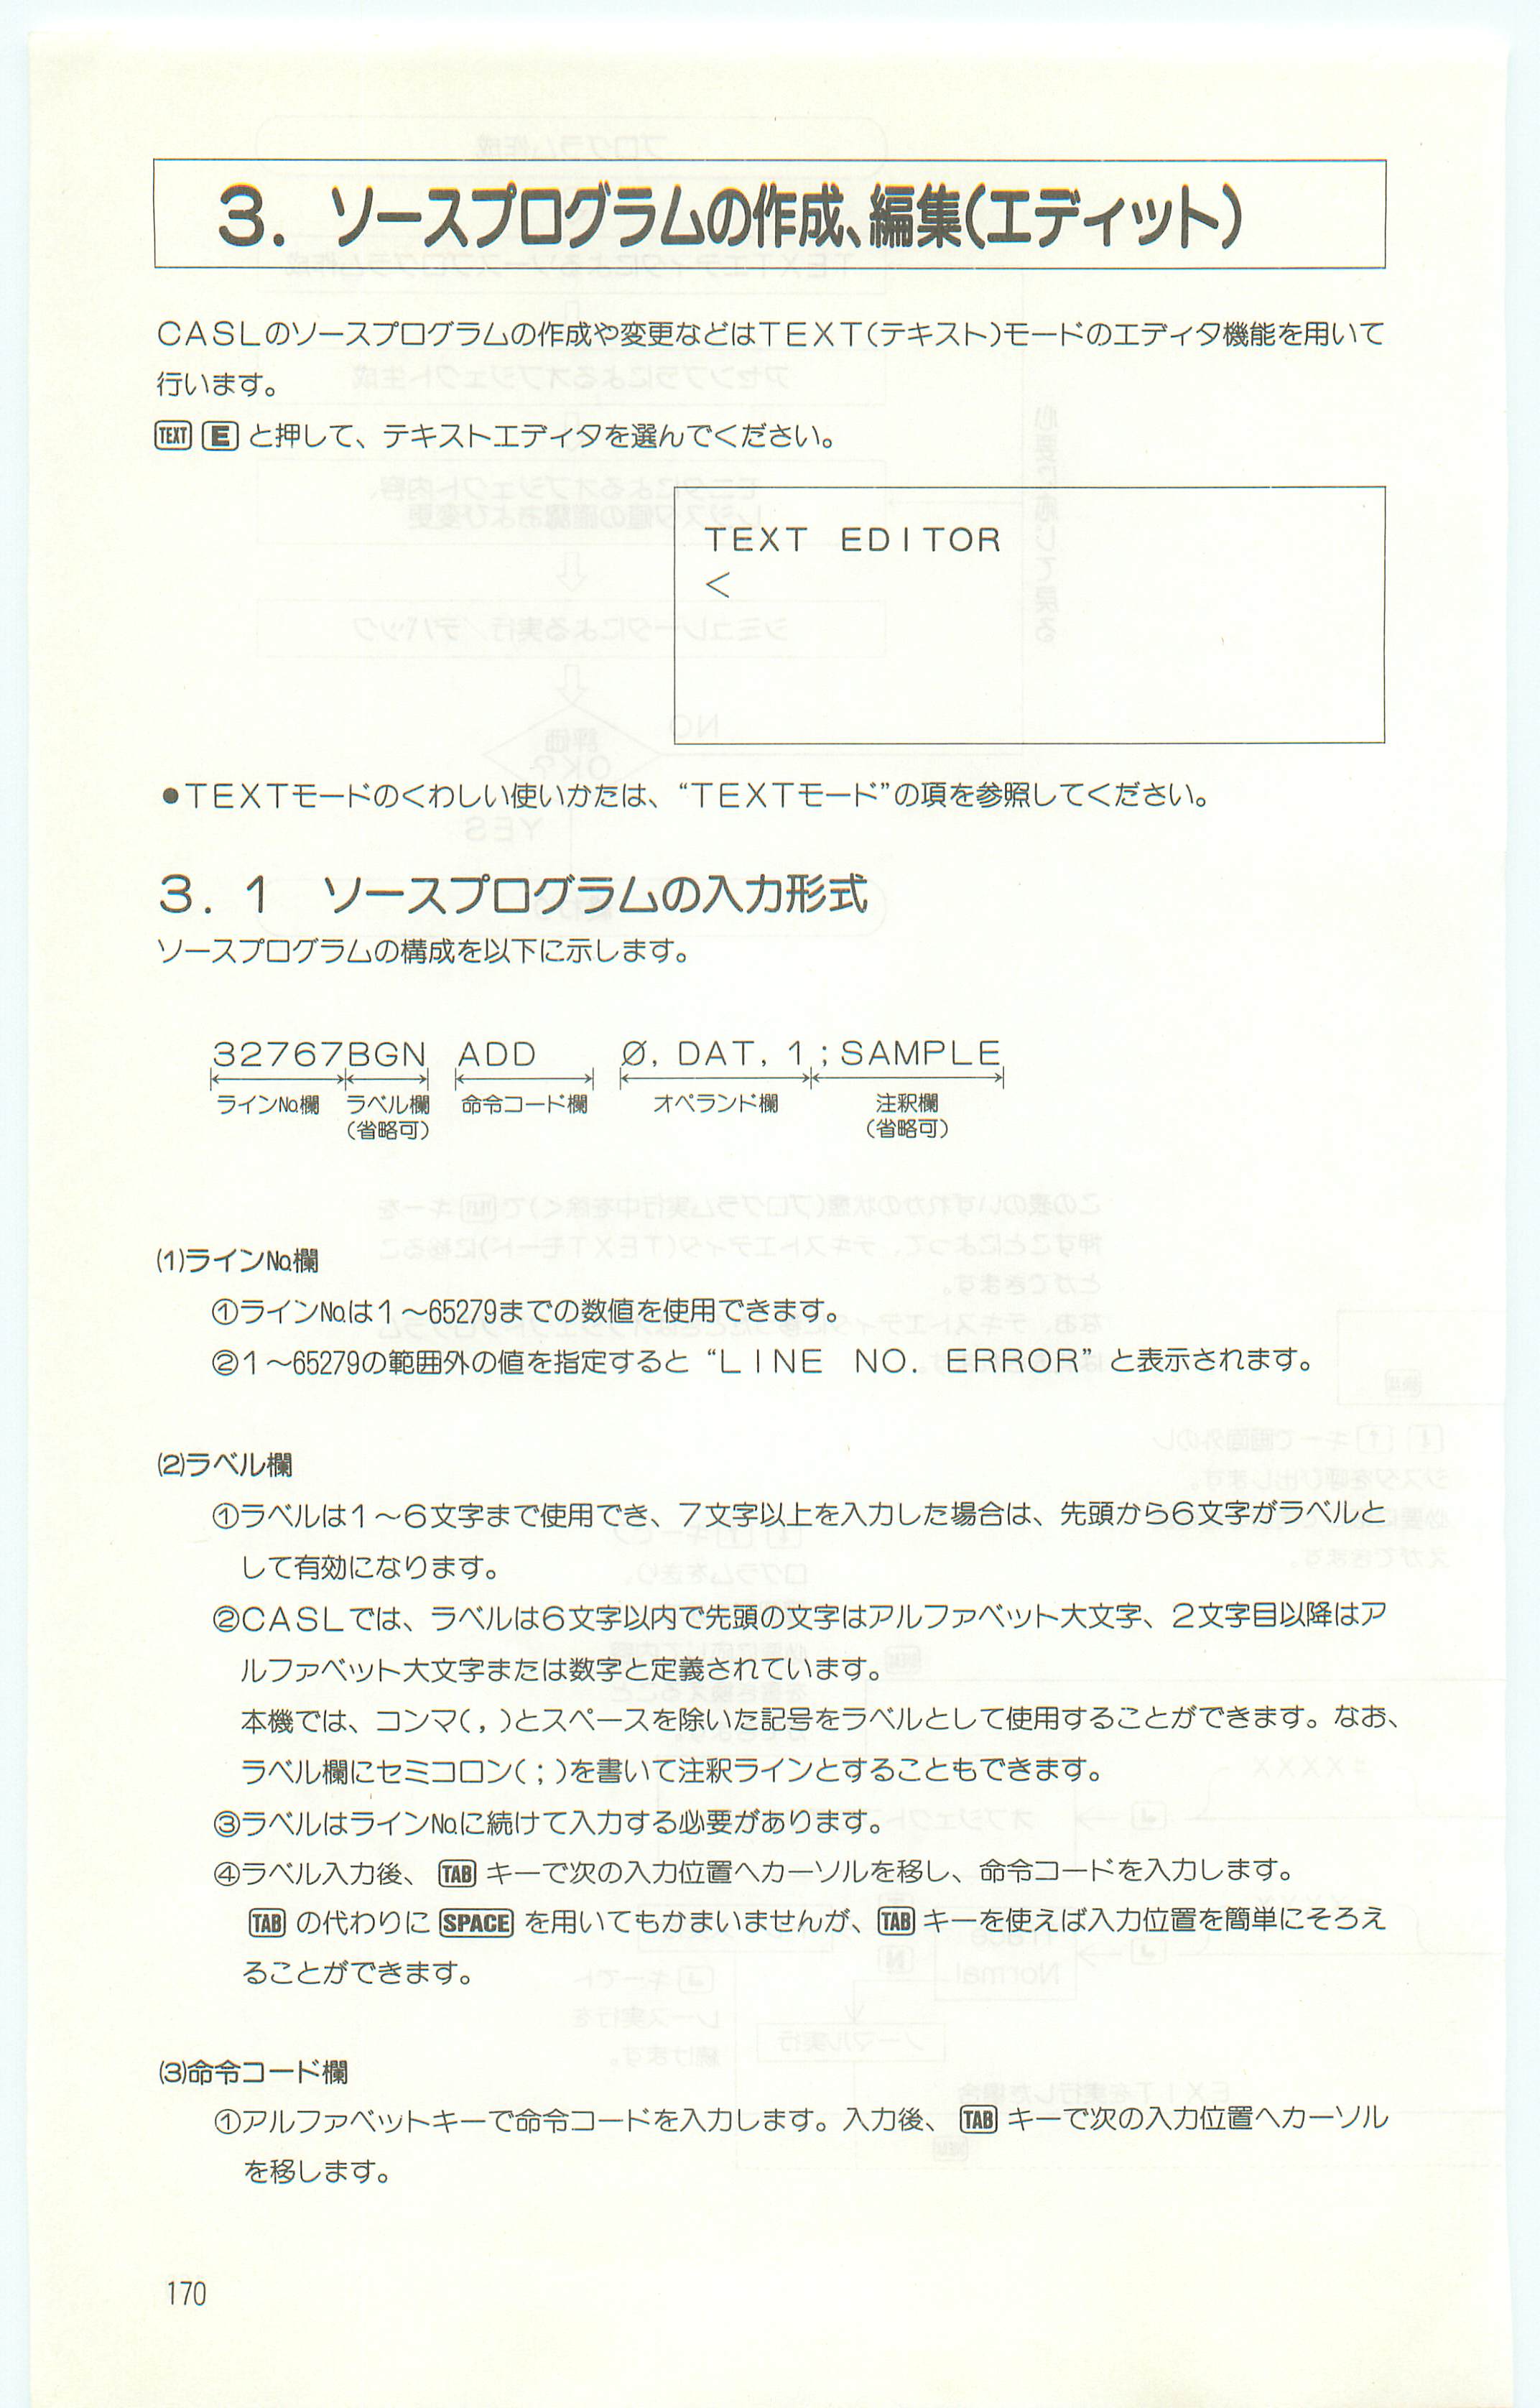 3. ソースプログラムの作成、編集(エディット)
CASLのソースプログラムの作成や変更などはTEXT(テキスト)モードのエディタ機能を用いて
行います。
TEXT E と押して、テキストエディタを選んでください。
TEXT EDITOR
<
●TEXTモードのくわしい使いかたは、“TEXTモード”の項を参照してください。
3.1 ソースプログラムの入力形式
ソースプログラムの構成を以下に示します。
32767BGN ADD Ø, DAT, 1;SAMPLE
ライン№欄 ラベル欄 命令コード欄 オペランド欄 注釈欄
(省略可) (省略可)
(1)ライン№欄
①ライン№は1〜65279までの数値を使用できます。
②1〜65279の範囲外の値を指定すると“LINE NO. ERROR”と表示されます。
(2)ラベル欄
①ラベルは1〜6文字まで使用でき、7文字以上を入力した場合は、先頭から6文字がラベルと
して有効になります。
②CASLでは、ラベルは6文字以内で先頭の文字はアルファベット大文字、2文字目以降はア
ルファベット大文字または数字と定義されています。
本機では、コンマ(,)とスペースを除いた記号をラベルとして使用することができます。なお、
ラベル欄にセミコロン(;)を書いて注釈ラインとすることもできます。
③ラベルはライン№に続けて入力する必要があります。
④ラベル入力後、 TAB キーで次の入力位置へカーソルを移し、命令コードを入力します。
TAB の代わりに SPACE を用いてもかまいませんが、 TAB キーを使えば入力位置を簡単にそろえ
ることができます。
(3)命令コード欄
①アルファベットキーで命令コードを入力します。入力後、 TAB キーで次の入力位置へカーソル
を移します。
170